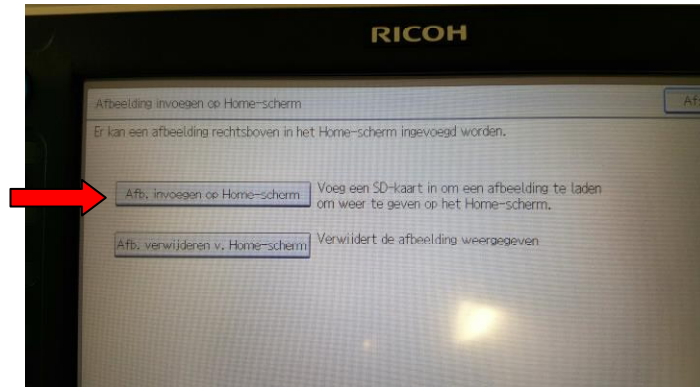 RICOH
Afbeelding invoegen op Home-scherm
Er kan een afbeelding rechtsboven in het Home-scherm ingevoegd worden.
Afb. invoegen op Home-scherm
Voeg een SD-kaart in om een afbeelding te laden
om weer te geven op het Home-scherm.
Afb. verwijderen v. Home-scherm
Verwijdert de afbeelding weergegeven